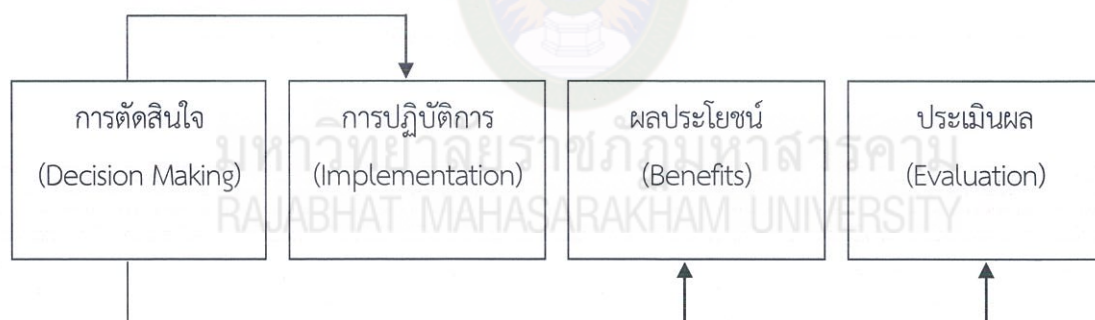 การตัดสินใจ
(Decision Making)
การปฏิบัติการ
(Implementation)
ผลประโยชน์
(Benefits)
ประเมินผล
(Evaluation)
มหาวิทยาลัยราชภัฏมหาสารคาม
RAJABHAT MAHASARAKHAM UNIVERSITY